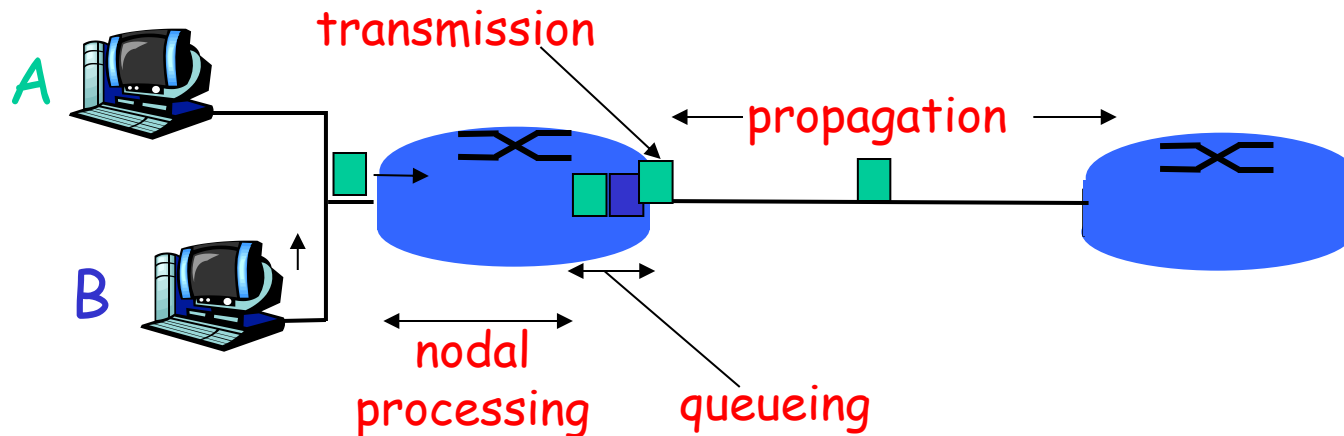 transmission
A
propagation
B
nodal
processing
queueing